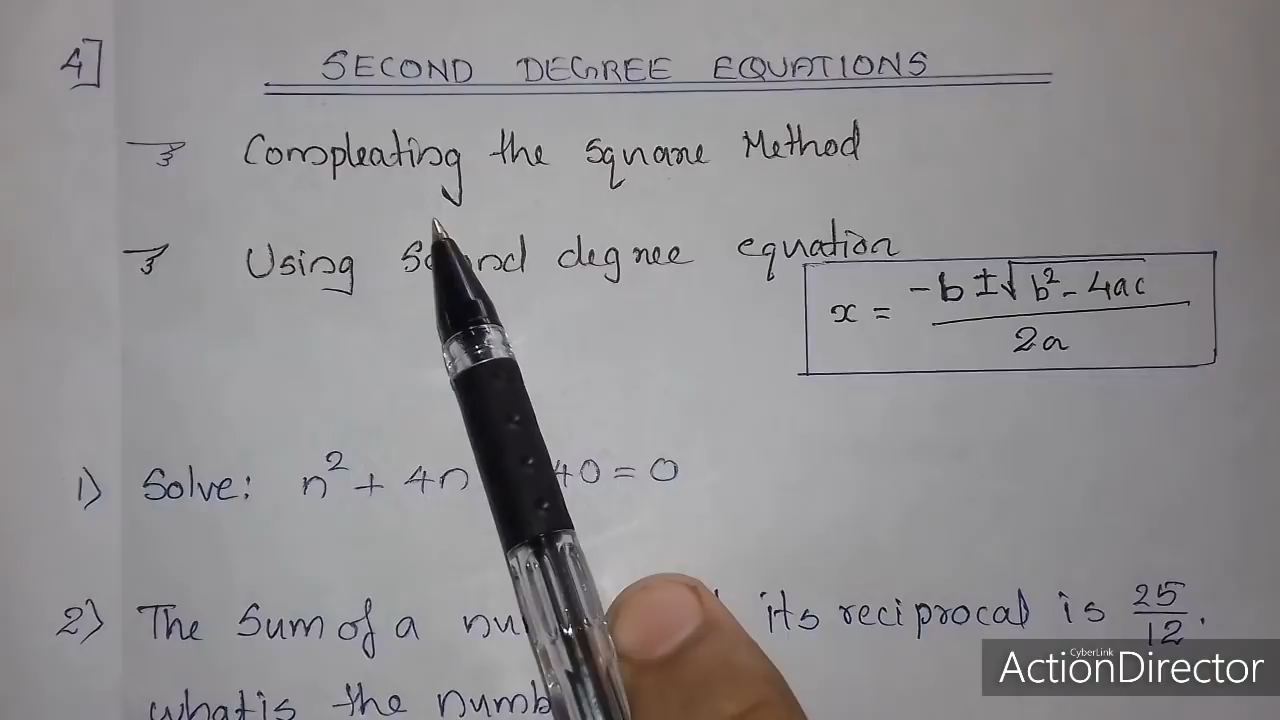 4]
SECOND DEGREE EQUATIONS
Compleating the square Method
Using degree equation
x = -b ± √b² - 4ac / 2a
1) Solve: n² + 4n 40 = 0
2) The Sum of a its reciprocal is 25/12.
what is the
CyberLink
ActionDirector